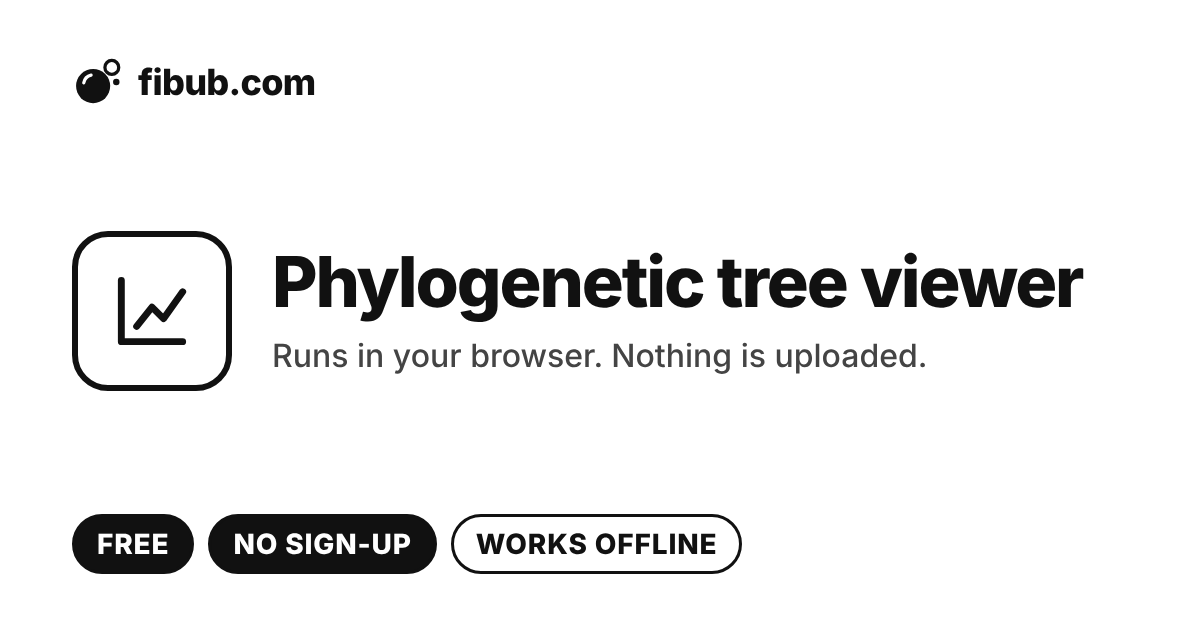 fibub.com
Phylogenetic tree viewer
Runs in your browser. Nothing is uploaded.
FREE NO SIGN-UP WORKS OFFLINE